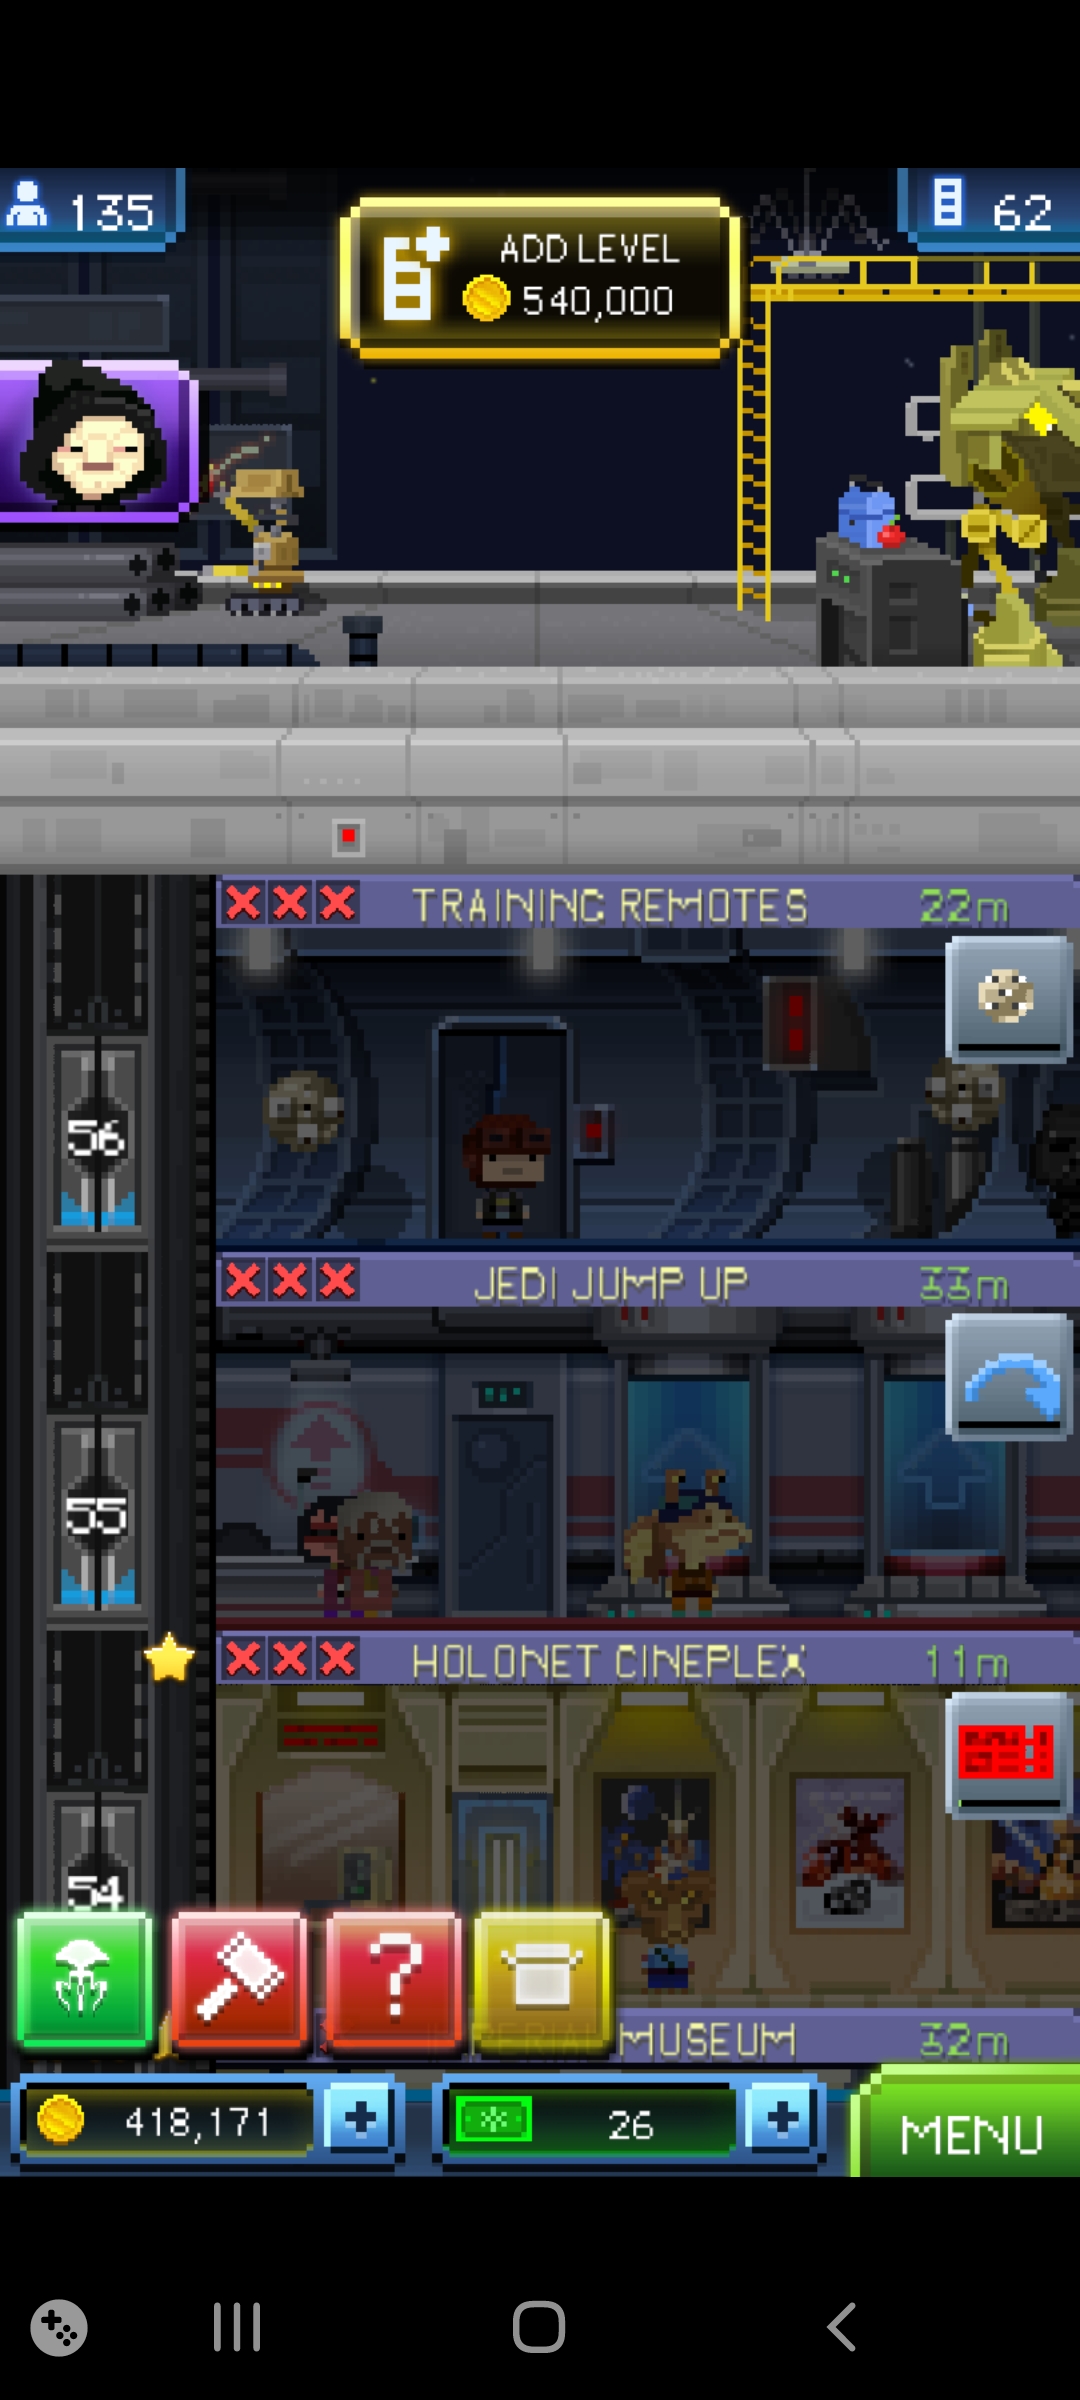 135
62
ADD LEVEL
540,000
TRAINING REMOTES 22m
56
JEDI JUMP UP 33m
55
HOLONET CINEPLEX 11m
54
?
MUSEUM 32m
418,171
26
MENU